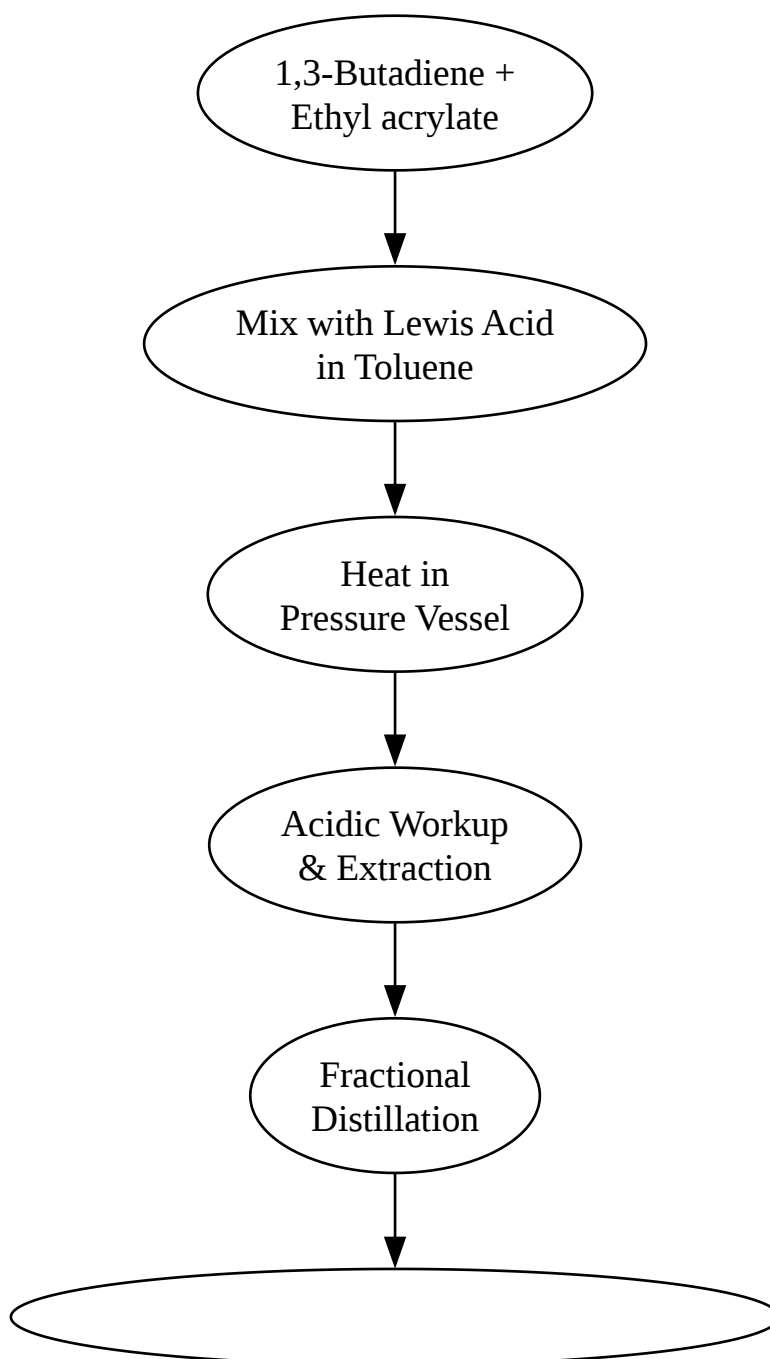 1,3-Butadiene +
Ethyl acrylate
Mix with Lewis Acid
in Toluene
Heat in
Pressure Vessel
Acidic Workup
& Extraction
Fractional
Distillation